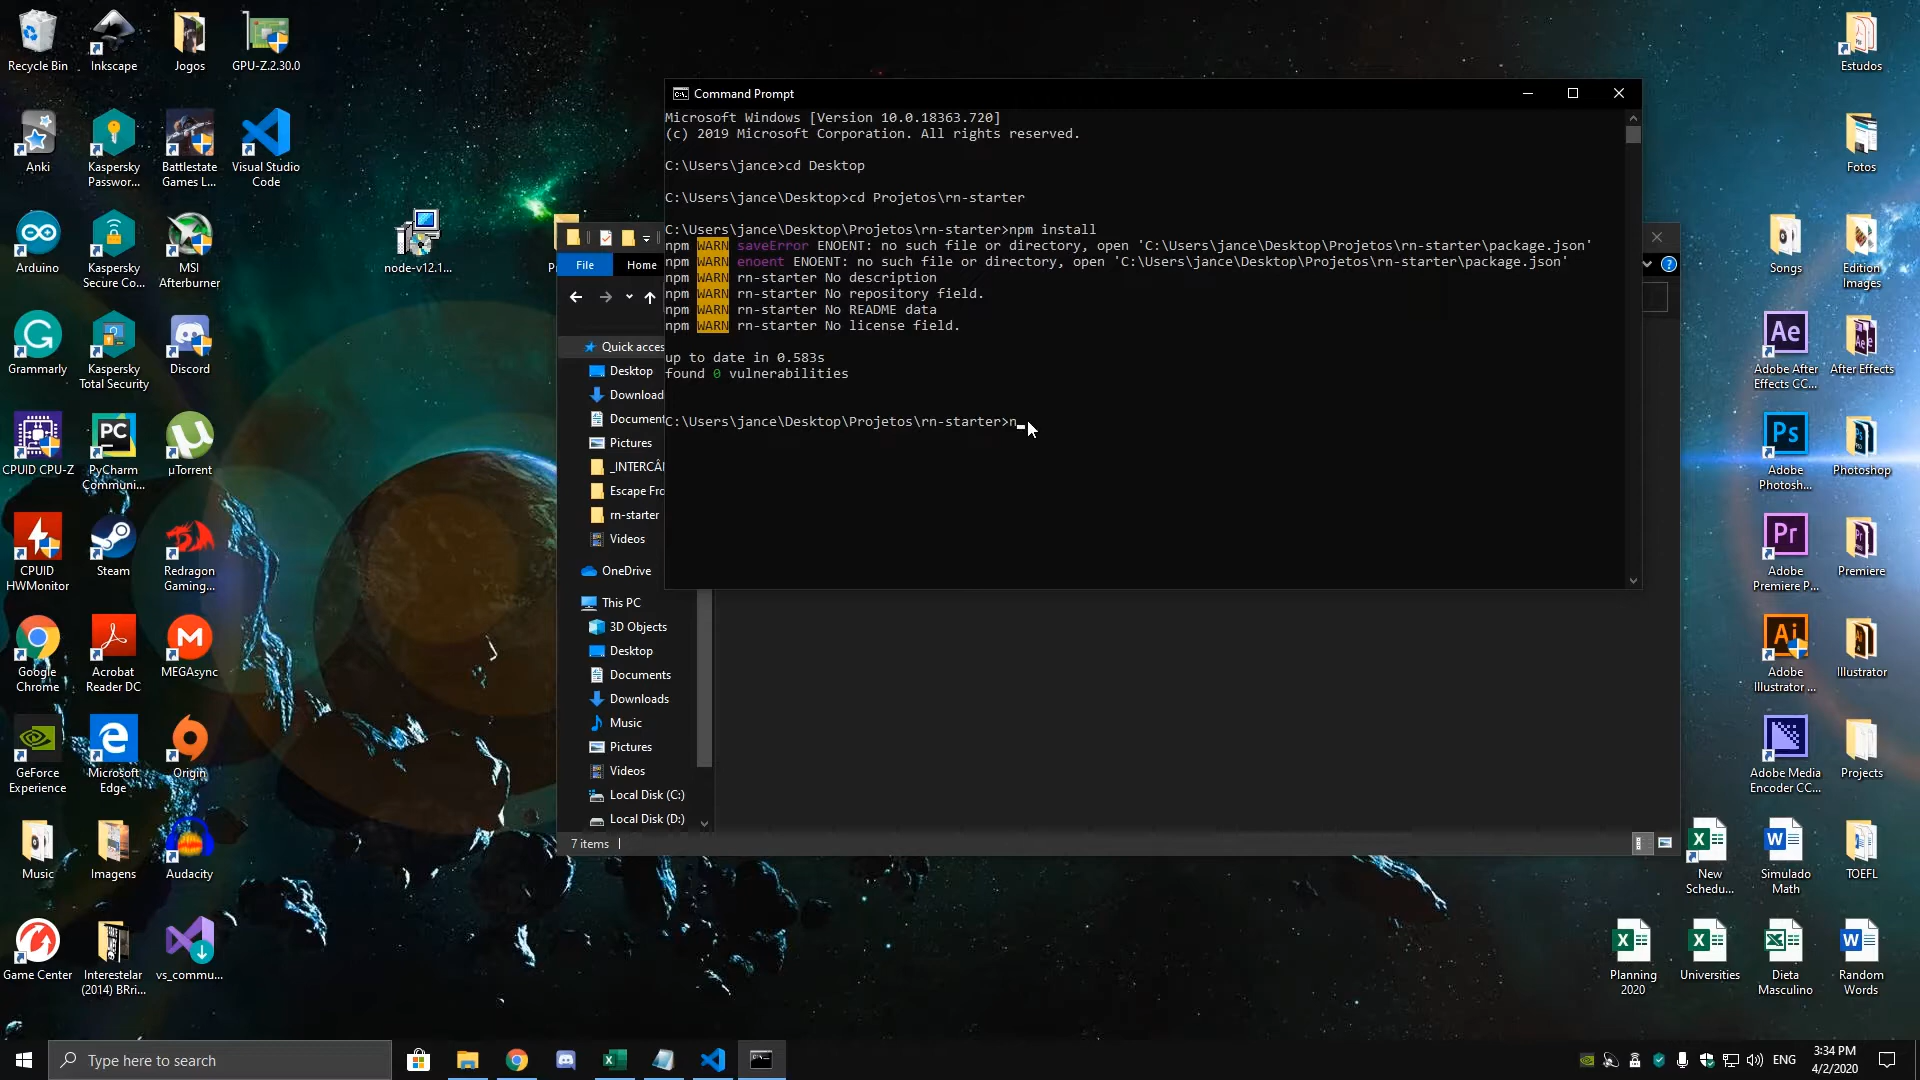 Recycle Bin
Inkscape
Jogos
GPU-Z.2.30.0
Anki
Kaspersky
Passwor...
Battlestate
Games L...
Visual Studio
Code
Arduino
Kaspersky
Secure Co...
MSI
Afterburner
Grammarly
Kaspersky
Total Security
Discord
CPUID CPU-Z
PyCharm
Communi...
µTorrent
CPUID
HWMonitor
Steam
Redragon
Gaming...
Google
Chrome
Acrobat
Reader DC
MEGAsync
GeForce
Experience
Microsoft
Edge
Origin
Music
Imagens
Audacity
Game Center
Interestelar
(2014) BRri...
vs_commu...
node-v12.1...
Command Prompt
Microsoft Windows [Version 10.0.18363.720]
(c) 2019 Microsoft Corporation. All rights reserved.
C:\Users\jance>cd Desktop
C:\Users\jance\Desktop>cd Projetos\rn-starter
C:\Users\jance\Desktop\Projetos\rn-starter>npm install
npm WARN saveError ENOENT: no such file or directory, open 'C:\Users\jance\Desktop\Projetos\rn-starter\package.json'
npm WARN enoent ENOENT: no such file or directory, open 'C:\Users\jance\Desktop\Projetos\rn-starter\package.json'
npm WARN rn-starter No description
npm WARN rn-starter No repository field.
npm WARN rn-starter No README data
npm WARN rn-starter No license field.
up to date in 0.583s
found 0 vulnerabilities
C:\Users\jance\Desktop\Projetos\rn-starter>n
File
Home
Quick acces
Desktop
Download
Document
Pictures
_INTERCÂ
Escape Fro
rn-starter
Videos
OneDrive
This PC
3D Objects
Desktop
Documents
Downloads
Music
Pictures
Videos
Local Disk (C:)
Local Disk (D:)
7 items
Estudos
Fotos
Songs
Edition
Images
Ae
Adobe After
Effects CC...
After Effects
Ps
Adobe
Photosh...
Photoshop
Pr
Adobe
Premiere P...
Premiere
Ai
Adobe
Illustrator ...
Illustrator
Adobe Media
Encoder CC...
Projects
New
Schedu...
Simulado
Math
TOEFL
Planning
2020
Universities
Dieta
Masculino
Random
Words
Type here to search
ENG
3:34 PM
4/2/2020